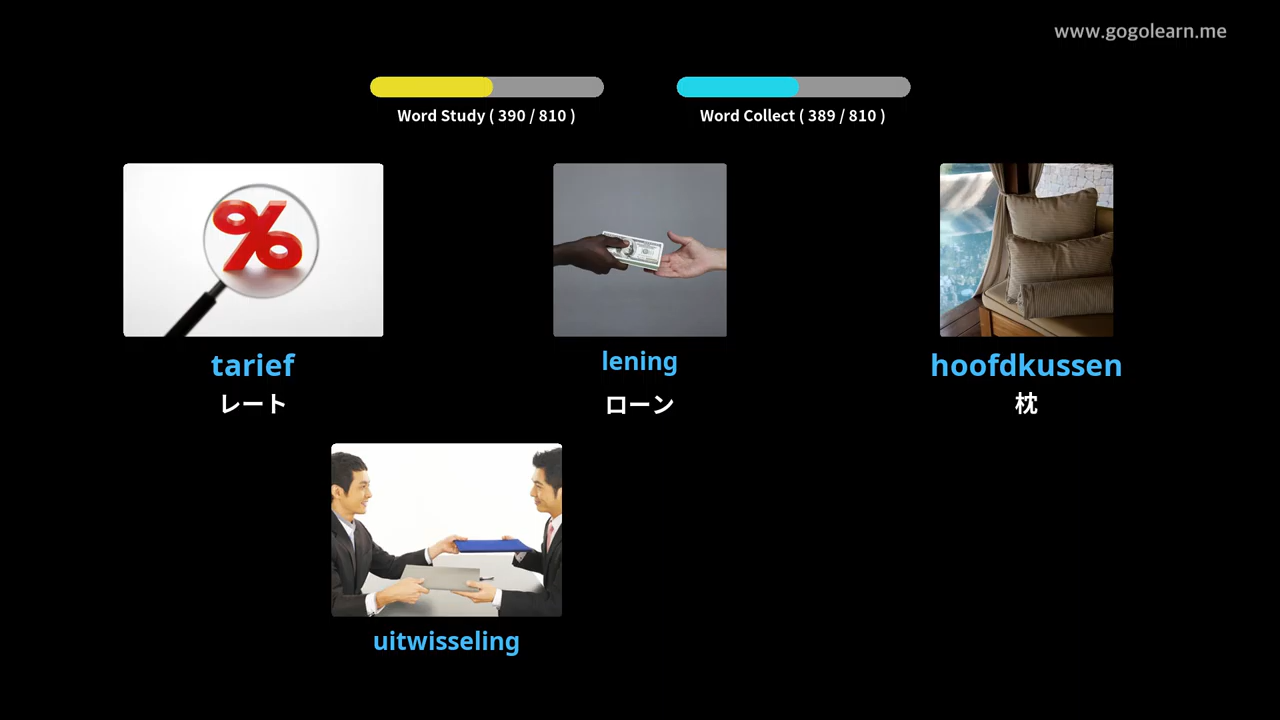 www.gogolearn.me
Word Study ( 390 / 810 )
Word Collect ( 389 / 810 )
tarief
レート
lening
ローン
hoofdkussen
枕
uitwisseling